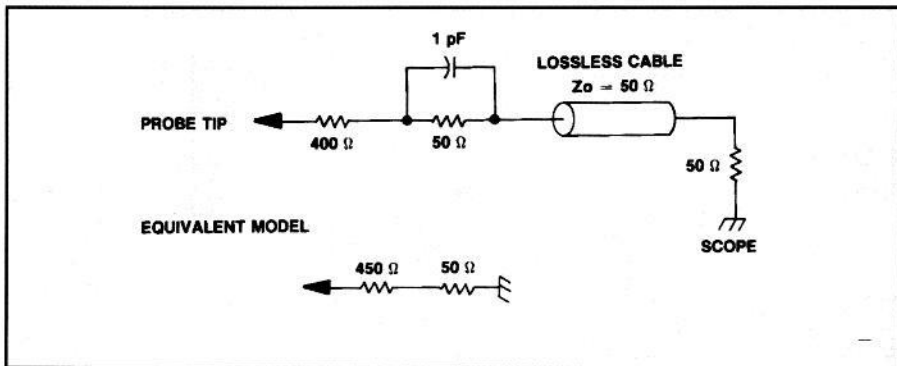 1 pF
LOSSLESS CABLE
Zo = 50 Ω
PROBE TIP
400 Ω
50 Ω
50 Ω
SCOPE
EQUIVALENT MODEL
450 Ω
50 Ω